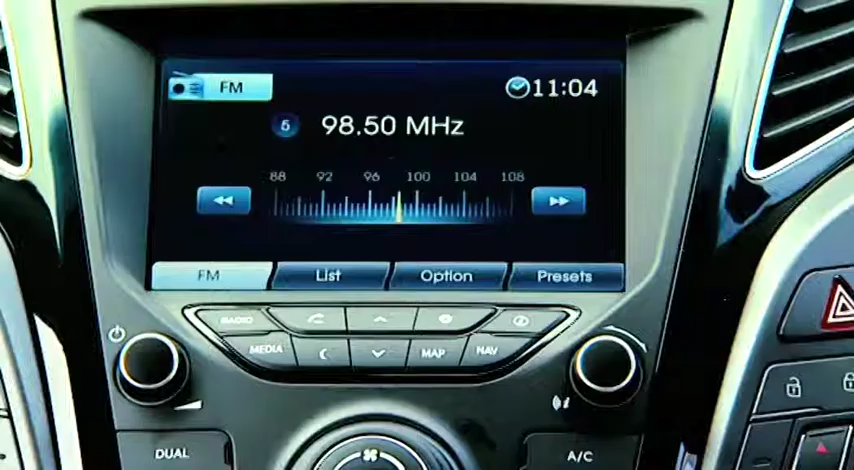 FM 11:04
5 98.50 MHz
88 92 96 100 104 108
FM List Option Presets
RADIO
MEDIA MAP NAV
DUAL A/C